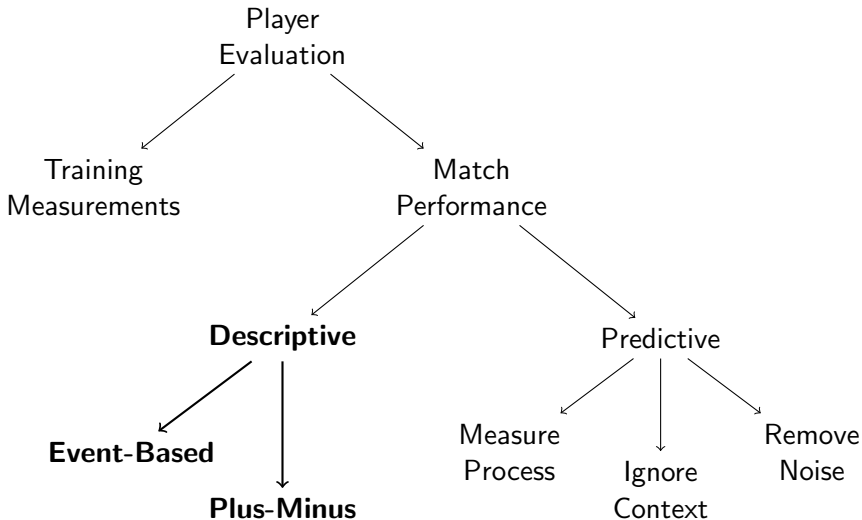 Player
Evaluation
Training
Measurements
Match
Performance
Descriptive
Predictive
Event-Based
Plus-Minus
Measure
Process
Ignore
Context
Remove
Noise